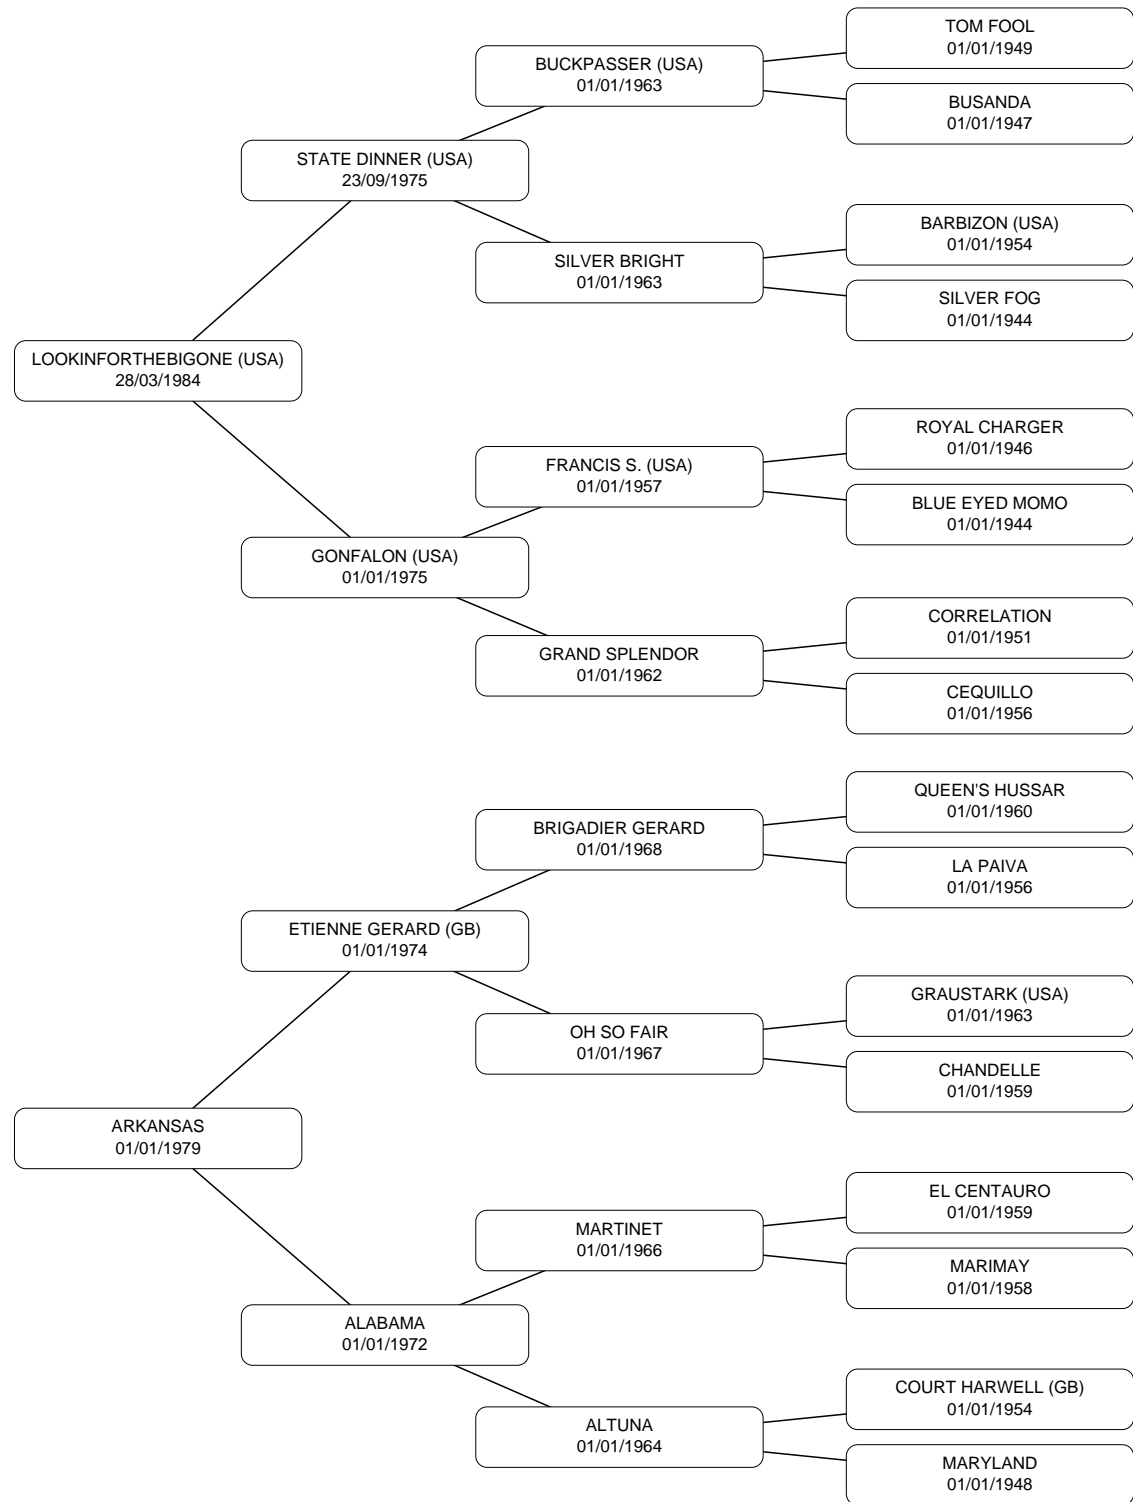 TOM FOOL
01/01/1949
BUCKPASSER (USA)
01/01/1963
BUSANDA
01/01/1947
STATE DINNER (USA)
23/09/1975
BARBIZON (USA)
01/01/1954
SILVER BRIGHT
01/01/1963
SILVER FOG
01/01/1944
LOOKINFORTHEBIGONE (USA)
28/03/1984
ROYAL CHARGER
01/01/1946
FRANCIS S. (USA)
01/01/1957
BLUE EYED MOMO
01/01/1944
GONFALON (USA)
01/01/1975
CORRELATION
01/01/1951
GRAND SPLENDOR
01/01/1962
CEQUILLO
01/01/1956
QUEEN'S HUSSAR
01/01/1960
BRIGADIER GERARD
01/01/1968
LA PAIVA
01/01/1956
ETIENNE GERARD (GB)
01/01/1974
GRAUSTARK (USA)
01/01/1963
OH SO FAIR
01/01/1967
CHANDELLE
01/01/1959
ARKANSAS
01/01/1979
EL CENTAURO
01/01/1959
MARTINET
01/01/1966
MARIMAY
01/01/1958
ALABAMA
01/01/1972
COURT HARWELL (GB)
01/01/1954
ALTUNA
01/01/1964
MARYLAND
01/01/1948